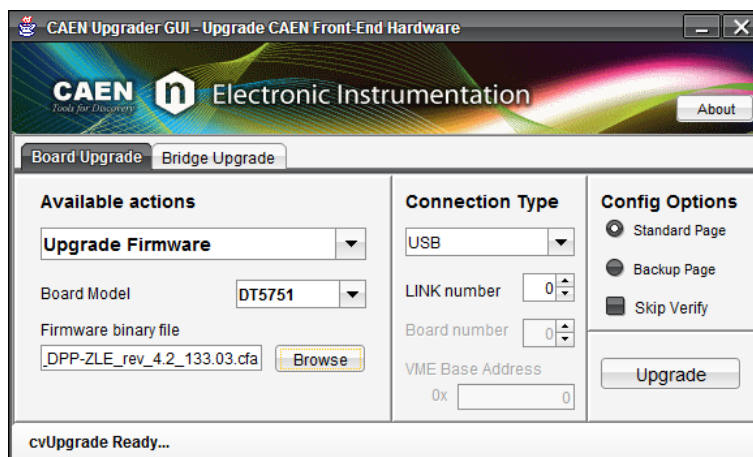 CAEN Upgrader GUI - Upgrade CAEN Front-End Hardware
CAEN
Tools for Discovery
n
Electronic Instrumentation
About
Board Upgrade
Bridge Upgrade
Available actions
Upgrade Firmware
Board Model
DT5751
Firmware binary file
_DPP-ZLE_rev_4.2_133.03.cfa
Browse
Connection Type
USB
LINK number
0
Board number
0
VME Base Address
0x
0
Config Options
Standard Page
Backup Page
Skip Verify
Upgrade
cvUpgrade Ready...